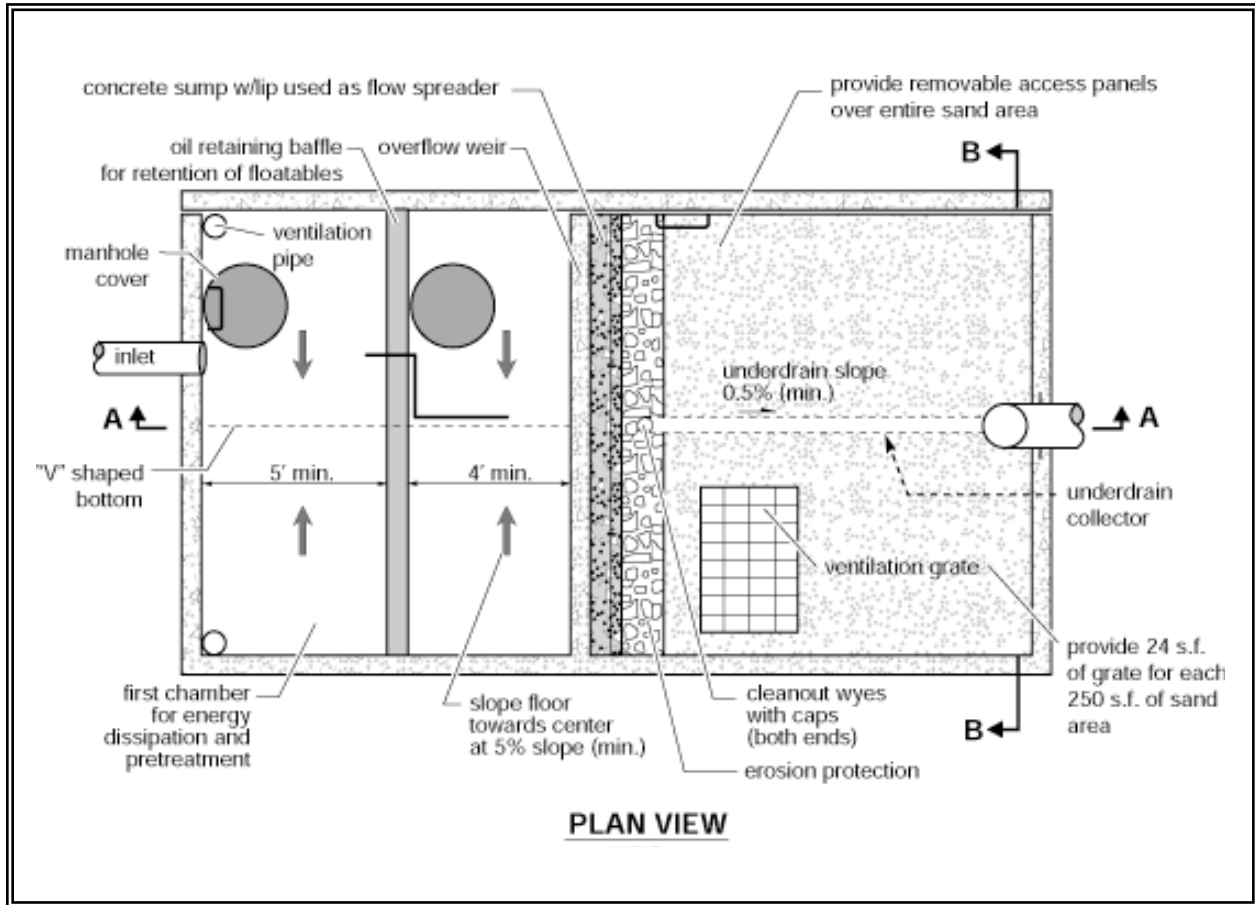 concrete sump w/lip used as flow spreader
provide removable access panels
over entire sand area
oil retaining baffle
for retention of floatables
overflow weir
B
ventilation
pipe
manhole
cover
inlet
underdrain slope
0.5% (min.)
A
A
"V" shaped
bottom
5' min.
4' min.
underdrain
collector
ventilation grate
provide 24 s.f.
of grate for each
250 s.f. of sand
area
first chamber
for energy
dissipation and
pretreatment
slope floor
towards center
at 5% slope (min.)
cleanout wyes
with caps
(both ends)
B
erosion protection
PLAN VIEW